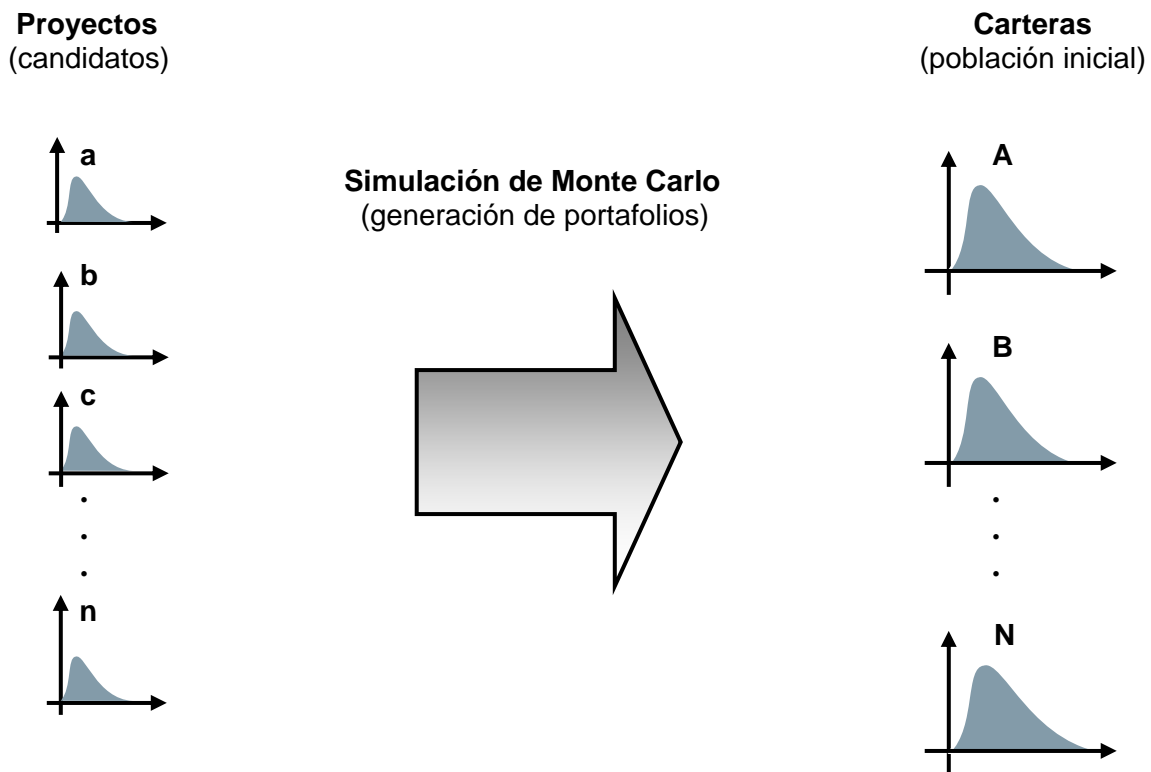 Proyectos
(candidatos)
a
b
c
.
.
.
n
Simulación de Monte Carlo
(generación de portafolios)
Carteras
(población inicial)
A
B
.
.
.
N